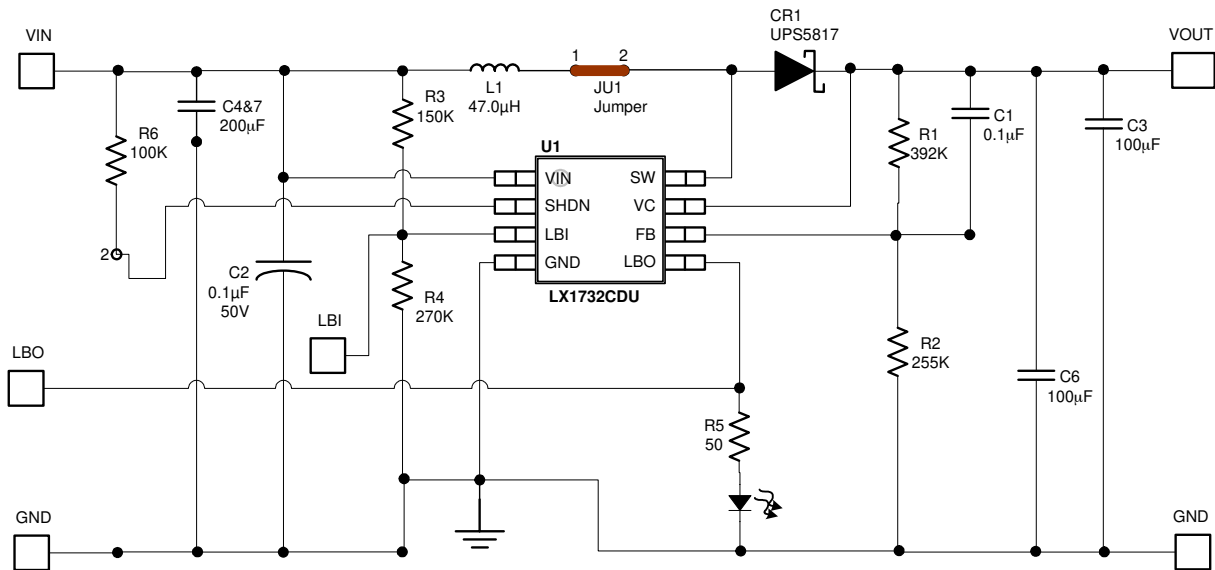 VIN
CR1
UPS5817
VOUT
1 2
L1
47.0µH
JU1
Jumper
C4&7
200µF
R3
150K
R6
100K
R1
392K
C1
0.1µF
C3
100µF
U1
VIN
SW
SHDN
VC
LBI
FB
GND
LBO
LX1732CDU
2
C2
0.1µF
50V
R4
270K
LBI
R2
255K
LBO
C6
100µF
R5
50
GND
GND